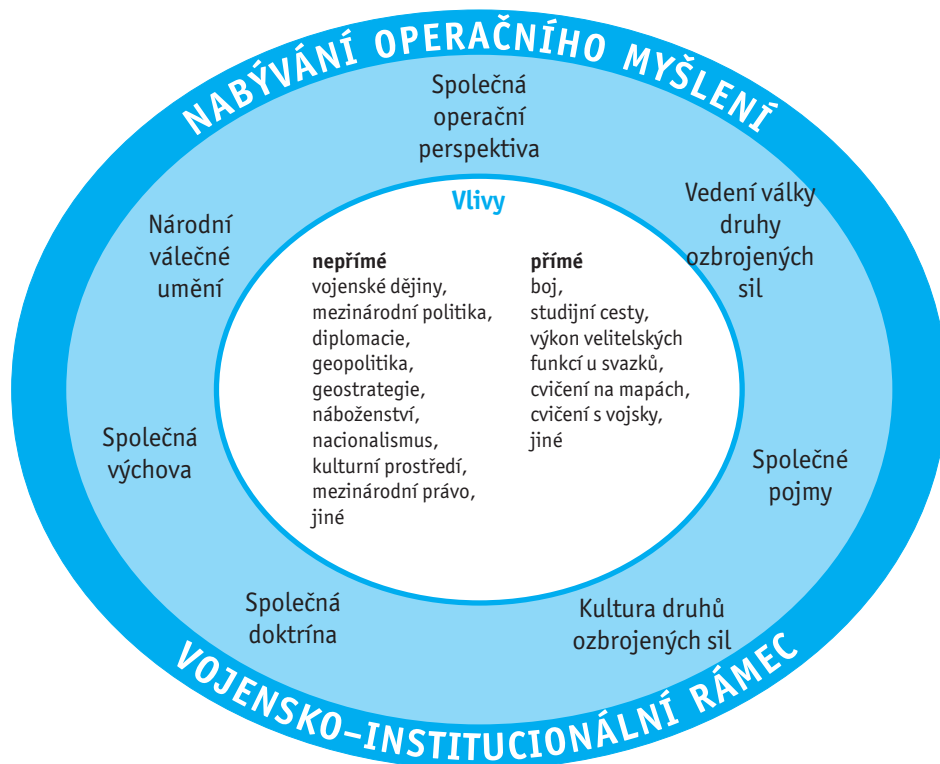 NABÝVÁNÍ OPERAČNÍHO MYŠLENÍ
Společná
operační
perspektiva
Vedení války
druhy
ozbrojených
sil
Národní
válečné
umění
Vlivy
nepřímé
vojenské dějiny,
mezinárodní politika,
diplomacie,
geopolitika,
geostrategie,
náboženství,
nacionalismus,
kulturní prostředí,
mezinárodní právo,
jiné
přímé
boj,
studijní cesty,
výkon velitelských
funkcí u svazků,
cvičení na mapách,
cvičení s vojsky,
jiné
Společná
výchova
Společné
pojmy
Společná
doktrína
Kultura druhů
ozbrojených sil
VOJENSKO–INSTITUCIONÁLNÍ RÁMEC